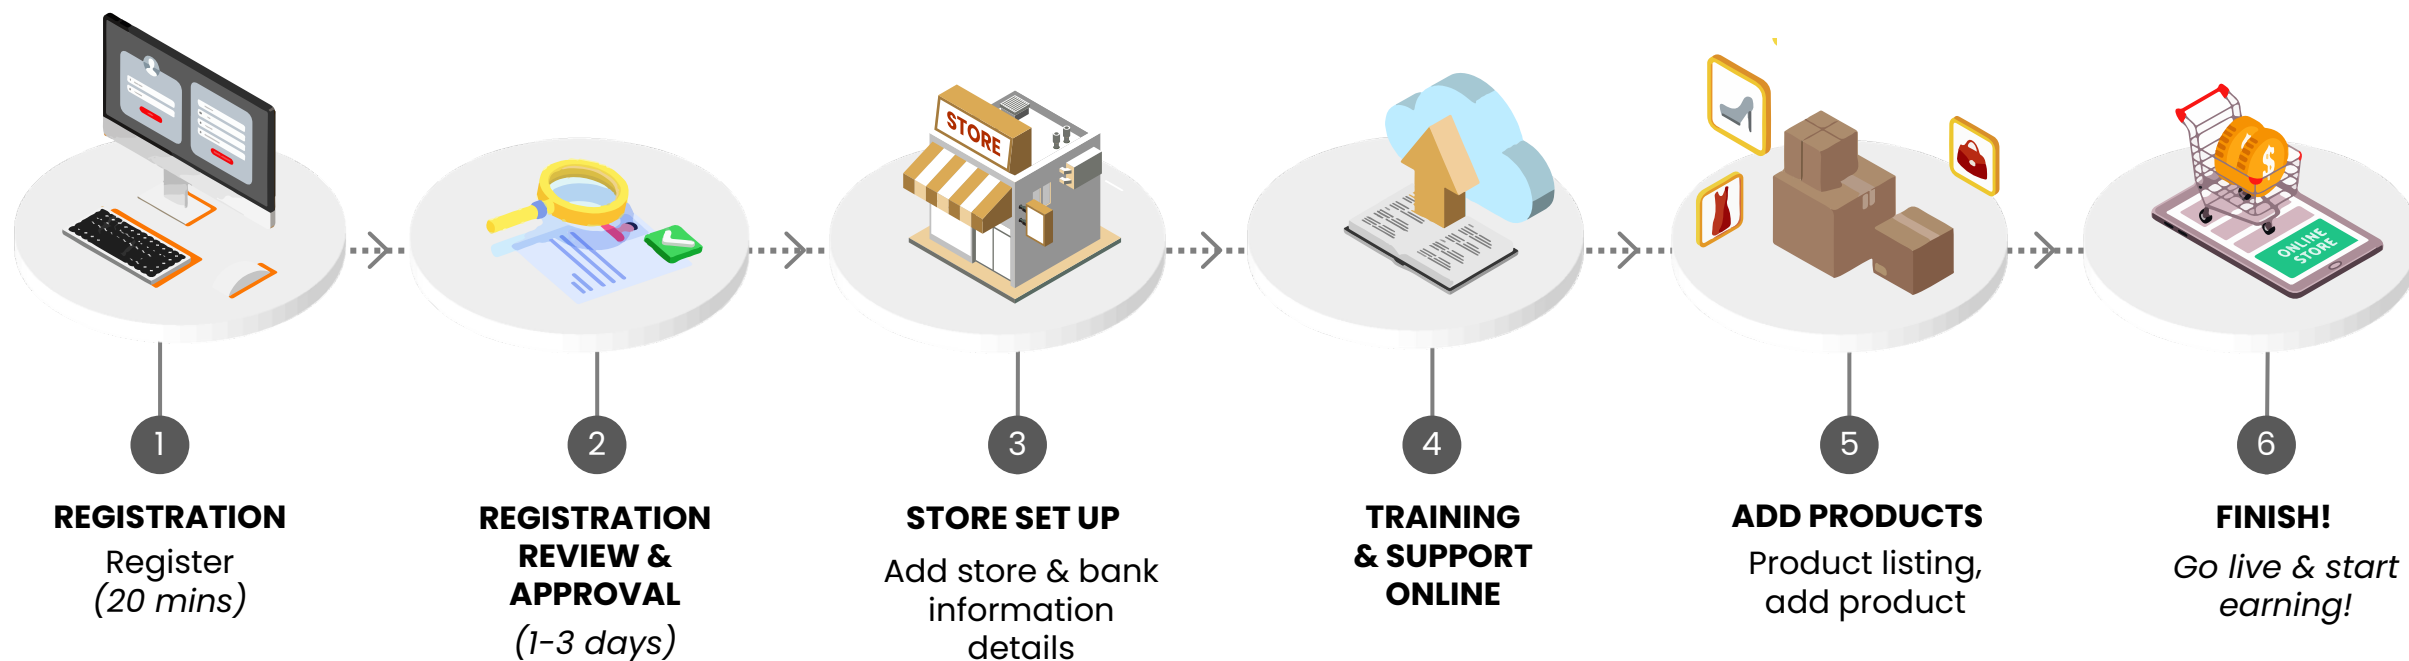 STORE
ONLINE
STORE
1
REGISTRATION
Register
(20 mins)
2
REGISTRATION
REVIEW &
APPROVAL
(1-3 days)
3
STORE SET UP
Add store & bank
information
details
4
TRAINING
& SUPPORT
ONLINE
5
ADD PRODUCTS
Product listing,
add product
6
FINISH!
Go live & start
earning!